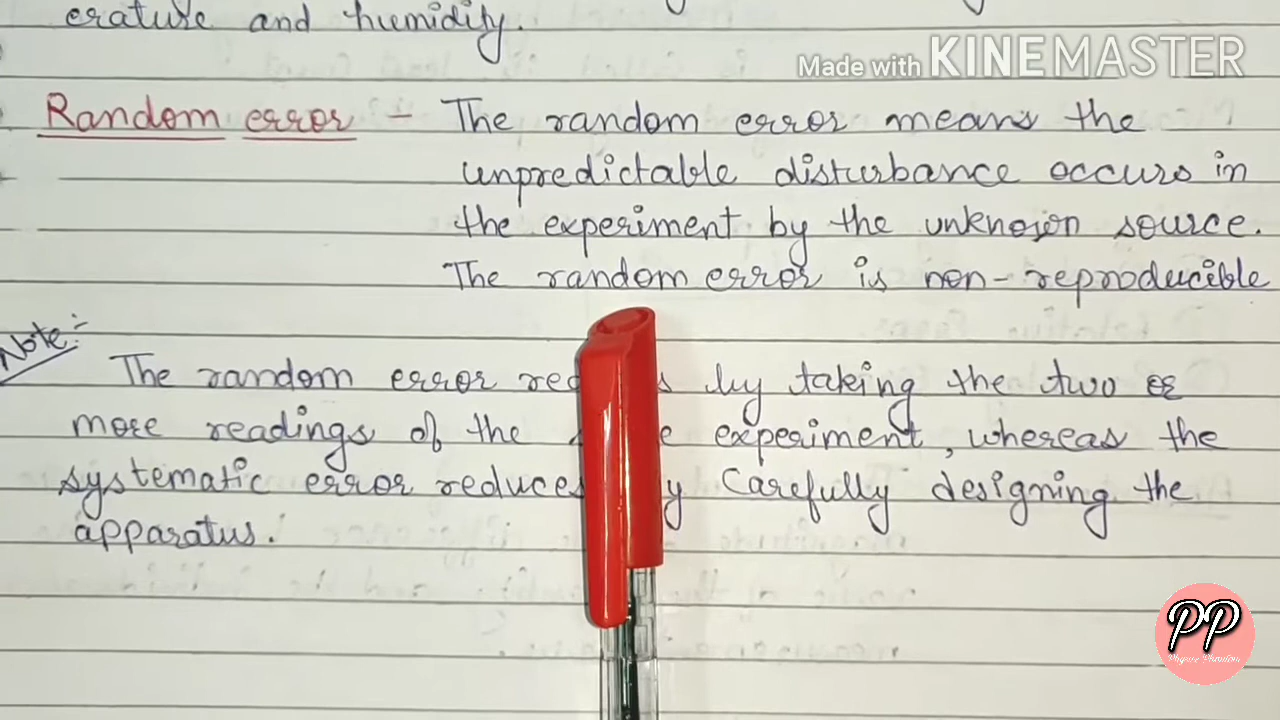 erature and humidity.
Made with KINEMASTER
Random error - The random error means the
unpredictable disturbance occurs in
the experiment by the unknown source.
The random error is non-reproducible
Note:-
The random error by taking the two or
more readings of the experiment, whereas the
systematic error reduces carefully designing the
apparatus.
PP